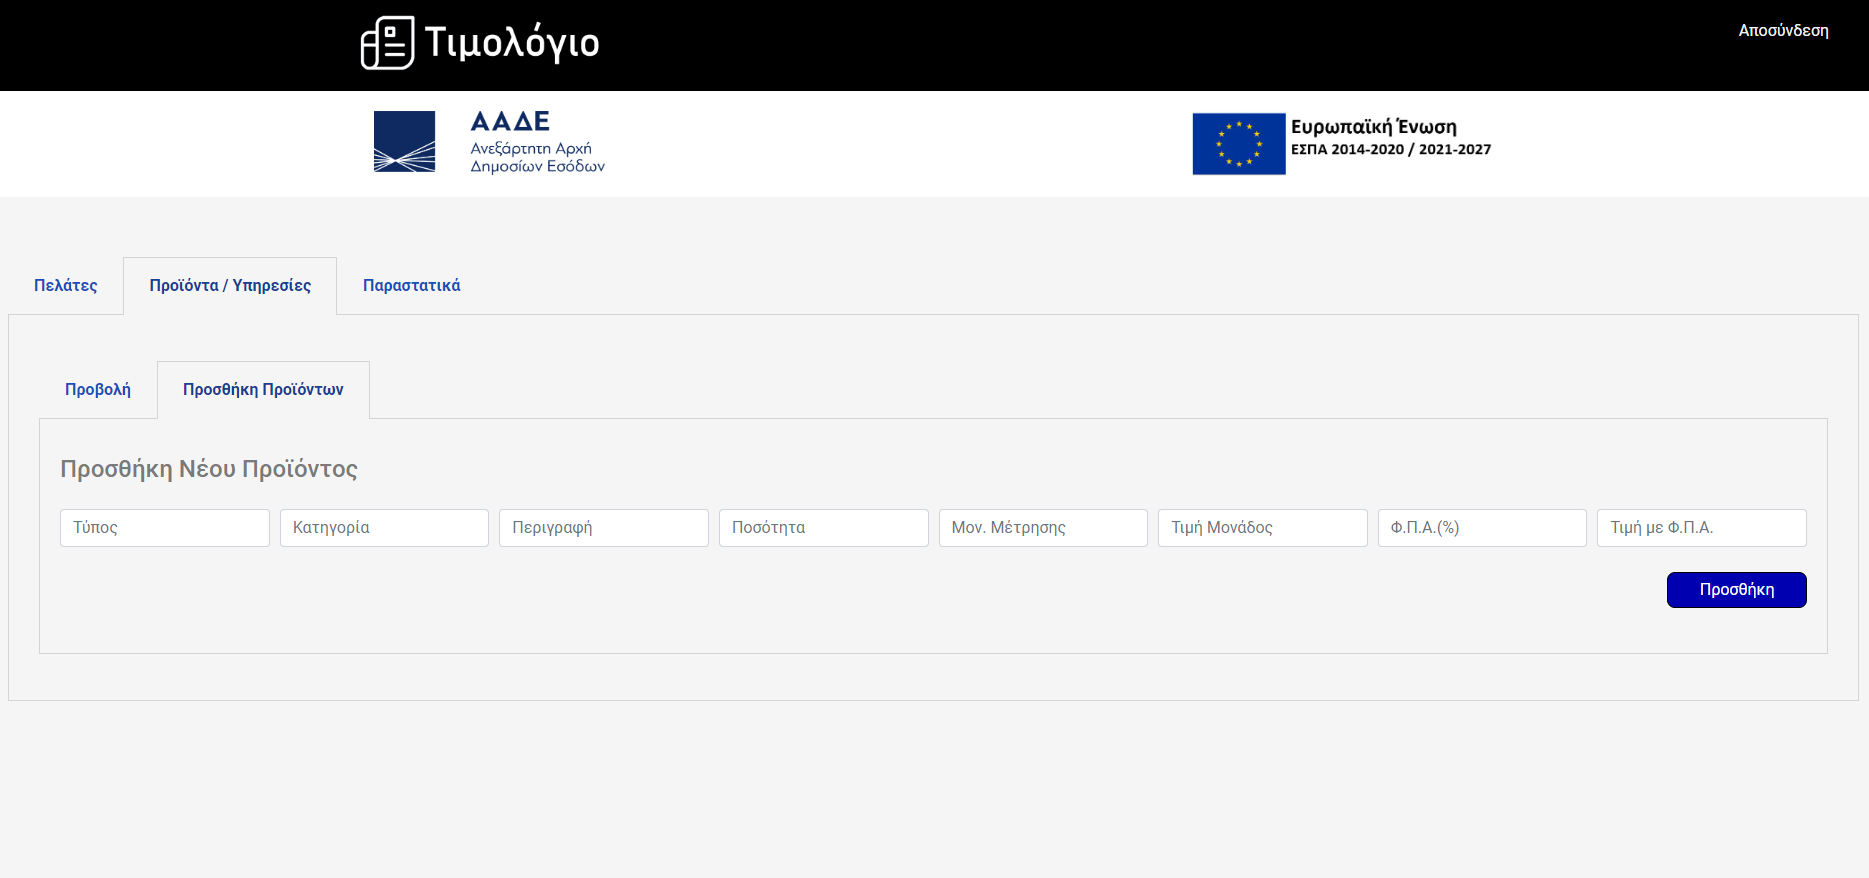 Τιμολόγιο
Αποσύνδεση
ΑΑΔΕ
Ανεξάρτητη Αρχή
Δημοσίων Εσόδων
Ευρωπαϊκή Ένωση
ΕΣΠΑ 2014-2020 / 2021-2027
Πελάτες
Προϊόντα / Υπηρεσίες
Παραστατικά
Προβολή
Προσθήκη Προϊόντων
Προσθήκη Νέου Προϊόντος
Τύπος
Κατηγορία
Περιγραφή
Ποσότητα
Μον. Μέτρησης
Τιμή Μονάδος
Φ.Π.Α.(%)
Τιμή με Φ.Π.Α.
Προσθήκη